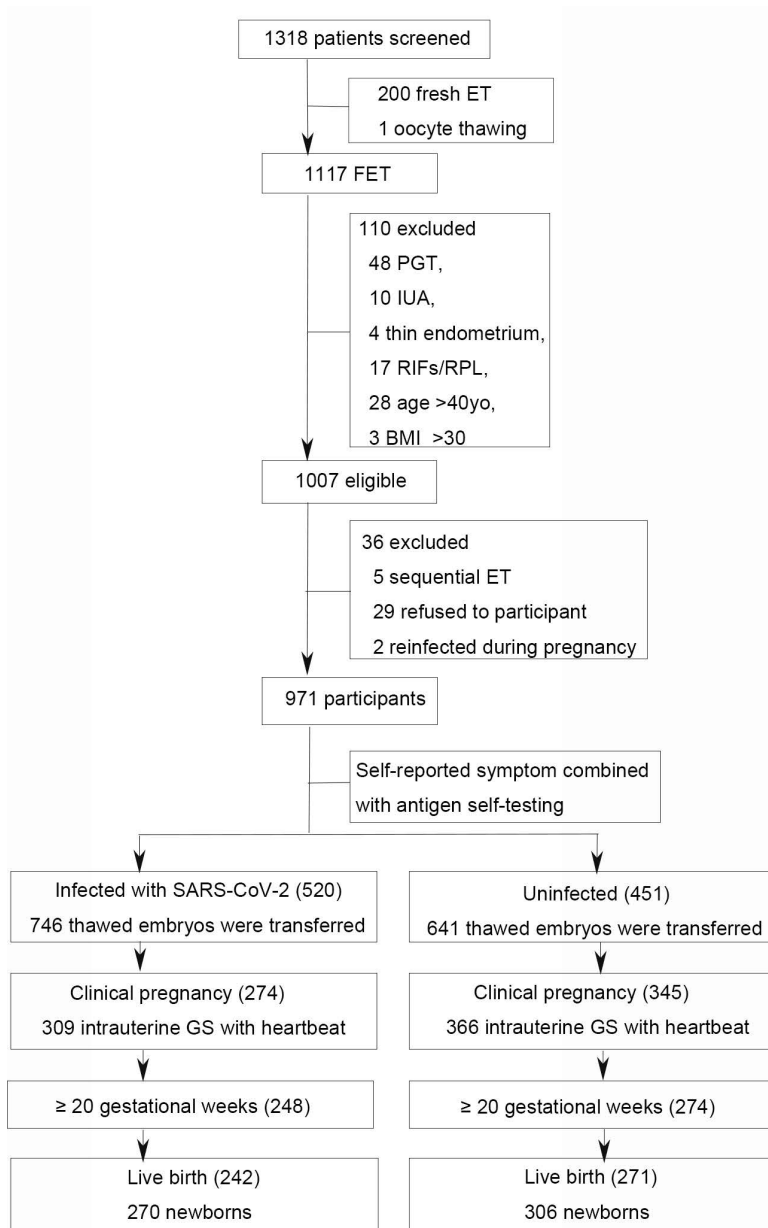 1318 patients screened
200 fresh ET
1 oocyte thawing
1117 FET
110 excluded
48 PGT,
10 IUA,
4 thin endometrium,
17 RIFs/RPL,
28 age >40yo,
3 BMI >30
1007 eligible
36 excluded
5 sequential ET
29 refused to participant
2 reinfected during pregnancy
971 participants
Self-reported symptom combined
with antigen self-testing
Infected with SARS-CoV-2 (520)
746 thawed embryos were transferred
Uninfected (451)
641 thawed embryos were transferred
Clinical pregnancy (274)
309 intrauterine GS with heartbeat
Clinical pregnancy (345)
366 intrauterine GS with heartbeat
≥ 20 gestational weeks (248)
≥ 20 gestational weeks (274)
Live birth (242)
270 newborns
Live birth (271)
306 newborns